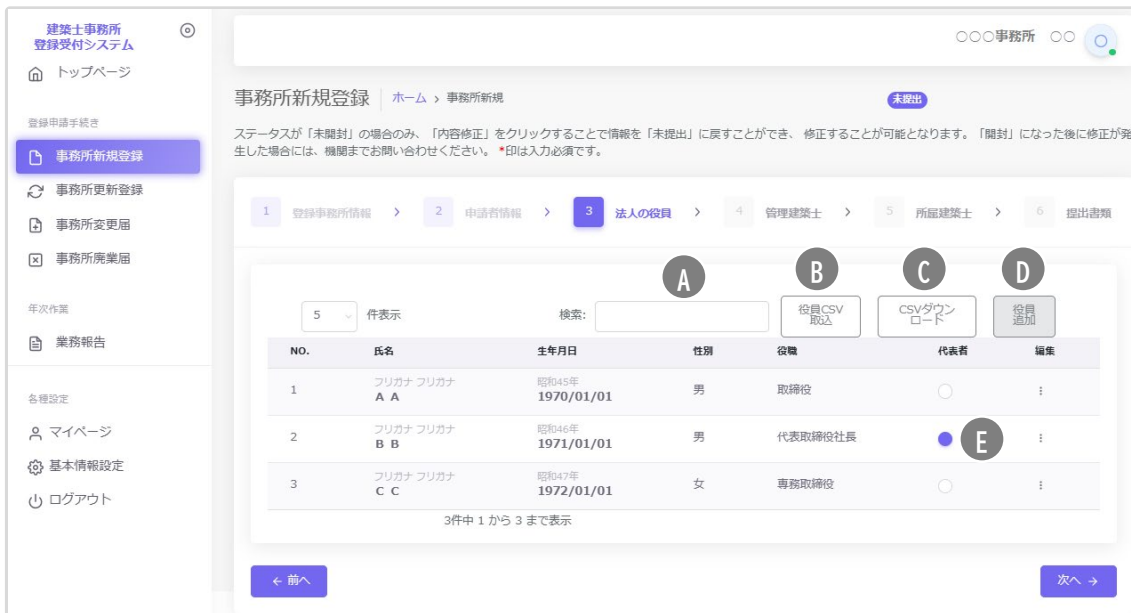 建築士事務所
登録受付システム
トップページ
登録申請手続き
事務所新規登録
事務所更新登録
事務所変更届
事務所廃業届
年次作業
業務報告
各種設定
マイページ
基本情報設定
ログアウト
○○○事務所 ○○ O
事務所新規登録 ホーム > 事務所新規 未提出
ステータスが「未開封」の場合のみ、「内容修正」をクリックすることで情報を「未提出」に戻すことができ、 修正することが可能となります。「開封」になった後に修正が発
生した場合には、機関までお問い合わせください。 *印は入力必須です。
1 登録事務所情報 > 2 申請者情報 > 3 法人の役員 > 4 管理建築士 > 5 所属建築士 > 6 提出書類
A B C D
5 件表示 検索: 役員CSV
取込 CSVダウン
ロード 役員
追加
NO. 氏名 生年月日 性別 役職 代表者 編集
フリガナ フリガナ 昭和45年
1 A A 1970/01/01 男 取締役
フリガナ フリガナ 昭和46年
2 B B 1971/01/01 男 代表取締役社長 E
フリガナ フリガナ 昭和47年
3 C C 1972/01/01 女 専務取締役
3件中 1 から 3 まで表示
← 前へ 次へ →